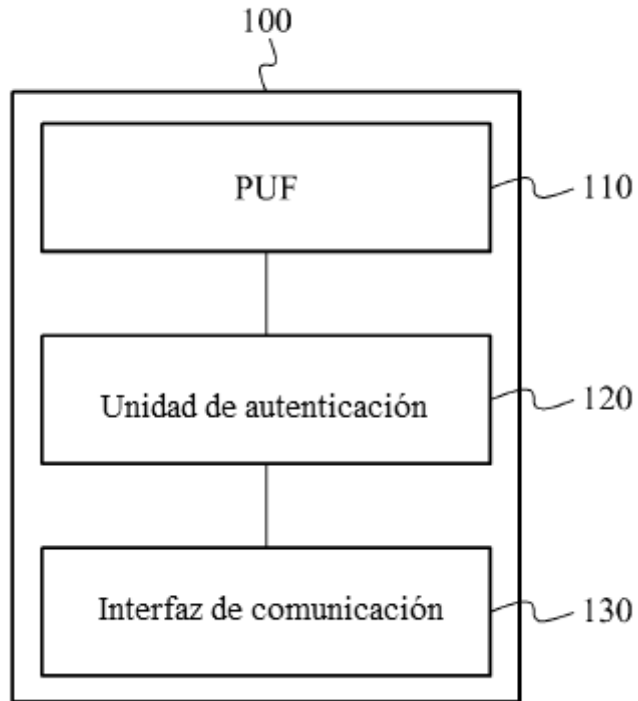 100
PUF
110
Unidad de autenticación
120
Interfaz de comunicación
130